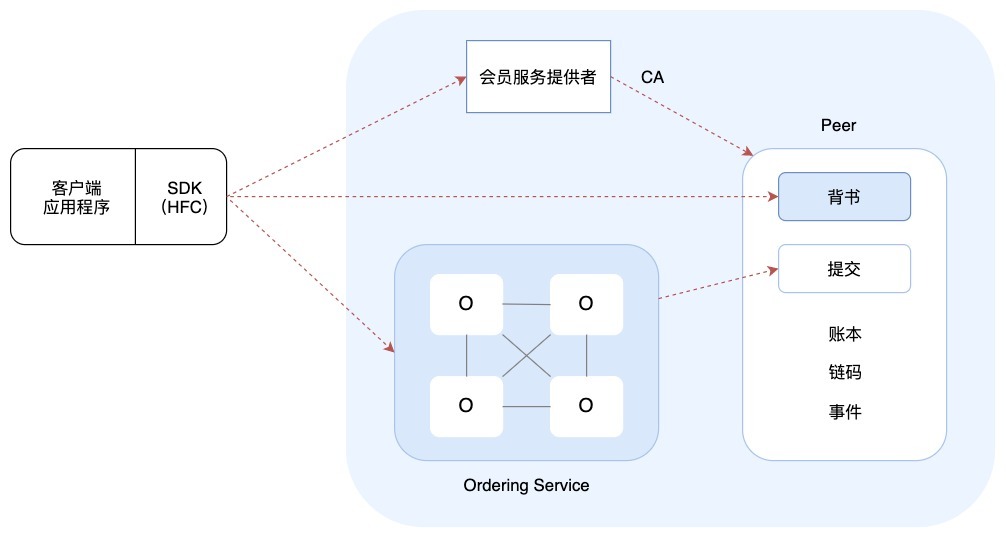 会员服务提供者
CA
Peer
客户端
应用程序
SDK
（HFC）
背书
提交
O
O
O
O
账本
链码
事件
Ordering Service